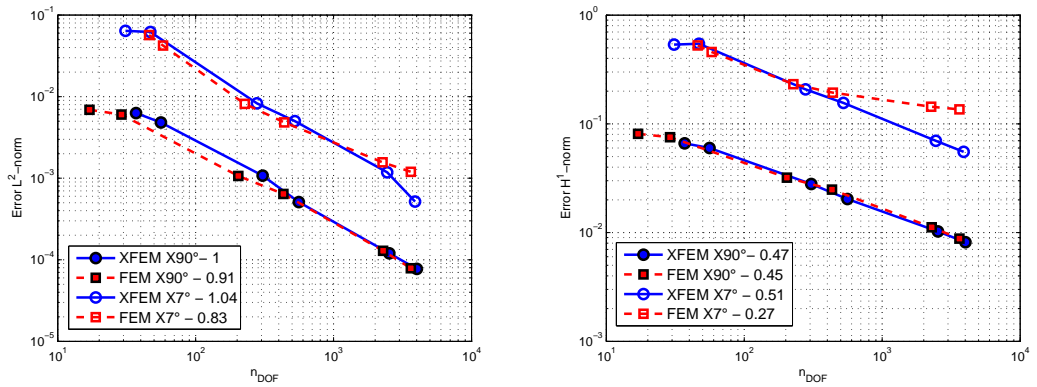 10^−1
10^−2
10^−3
10^−4
10^−5
Error L^2−norm
XFEM X90°− 1
FEM X90° − 0.91
XFEM X7° − 1.04
FEM X7° − 0.83
10^1 10^2 10^3 10^4
n_DOF
10^0
10^−1
10^−2
10^−3
Error H^1−norm
XFEM X90°− 0.47
FEM X90° − 0.45
XFEM X7° − 0.51
FEM X7° − 0.27
10^1 10^2 10^3 10^4
n_DOF